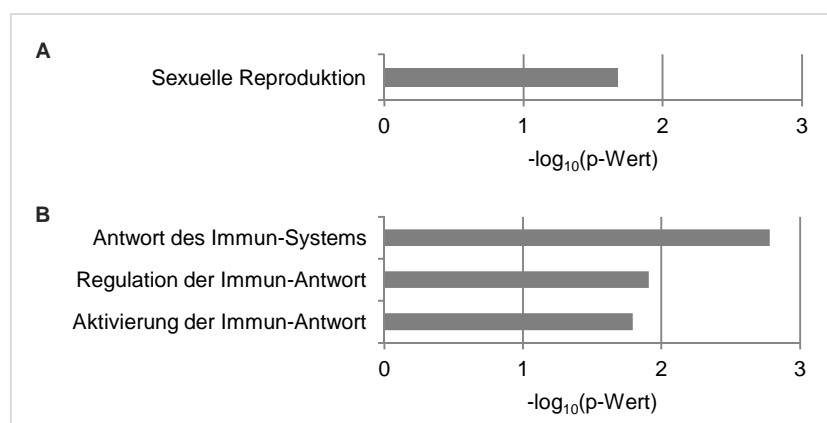 A
Sexuelle Reproduktion
0 1 2 3
-log₁₀(p-Wert)
B
Antwort des Immun-Systems
Regulation der Immun-Antwort
Aktivierung der Immun-Antwort
0 1 2 3
-log₁₀(p-Wert)